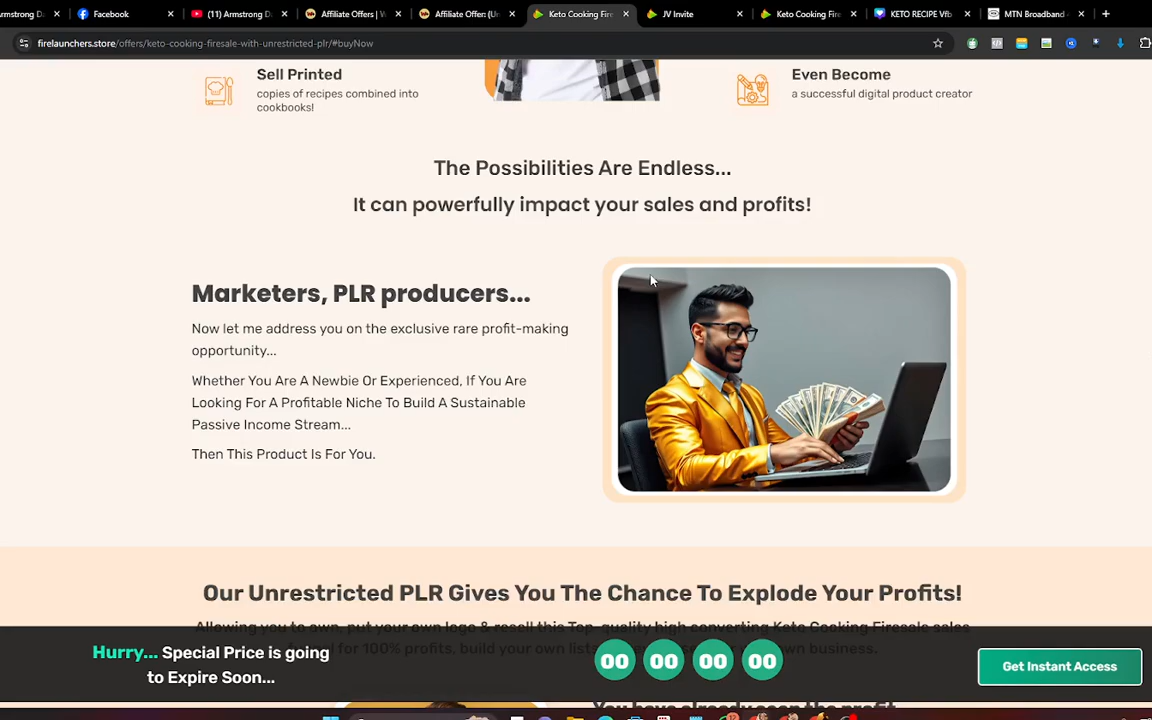 Armstrong D
Facebook
(11) Armstrong D
Affiliate Offers | W
Affiliate Offer: (Un
Keto Cooking Fire
JV Invite
Keto Cooking Fire
KETO RECIPE Vfb
MTN Broadband
firelaunchers.store/offers/keto-cooking-firesale-with-unrestricted-plr/#buyNow
Sell Printed
copies of recipes combined into
cookbooks!
Even Become
a successful digital product creator
The Possibilities Are Endless...
It can powerfully impact your sales and profits!
Marketers, PLR producers...
Now let me address you on the exclusive rare profit-making
opportunity...
Whether You Are A Newbie Or Experienced, If You Are
Looking For A Profitable Niche To Build A Sustainable
Passive Income Stream...
Then This Product Is For You.
Our Unrestricted PLR Gives You The Chance To Explode Your Profits!
Allowing you to own, put your own logo & resell this Top-quality high converting Keto Cooking Firesale sales
for 100% profits, build your own lists
own business.
Hurry... Special Price is going
to Expire Soon...
00 00 00 00
Get Instant Access
You have already seen the profit